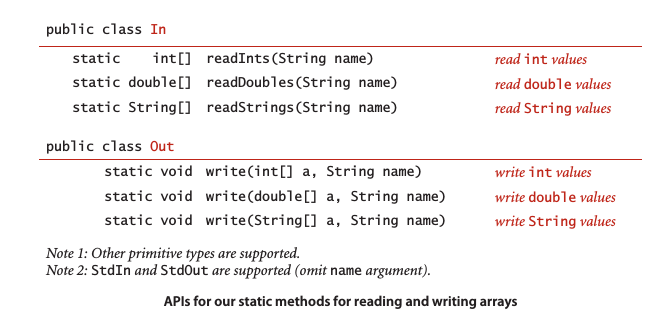 public class In
static int[] readInts(String name) read int values
static double[] readDoubles(String name) read double values
static String[] readStrings(String name) read String values
public class Out
static void write(int[] a, String name) write int values
static void write(double[] a, String name) write double values
static void write(String[] a, String name) write String values
Note 1: Other primitive types are supported.
Note 2: StdIn and StdOut are supported (omit name argument).
APIs for our static methods for reading and writing arrays